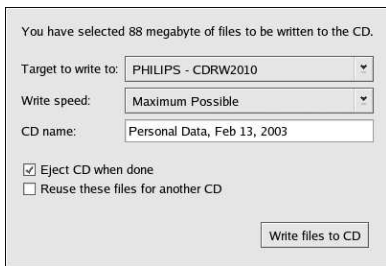 You have selected 88 megabyte of files to be written to the CD.
Target to write to: PHILIPS - CDRW2010
Write speed: Maximum Possible
CD name: Personal Data, Feb 13, 2003
Eject CD when done
Reuse these files for another CD
Write files to CD